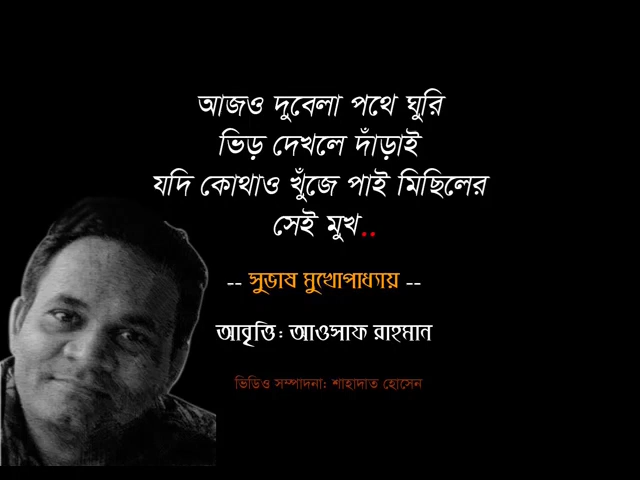 আজও দুবেলা পথে ঘুরি
ভিড় দেখলে দাঁড়াই
যদি কোথাও খুঁজে পাই মিছিলের
সেই মুখ..
-- সুভাষ মুখোপাধ্যায় --
আবৃত্তি: আওসাফ রাহমান
ভিডিও সম্পাদনা: শাহাদাত হোসেন